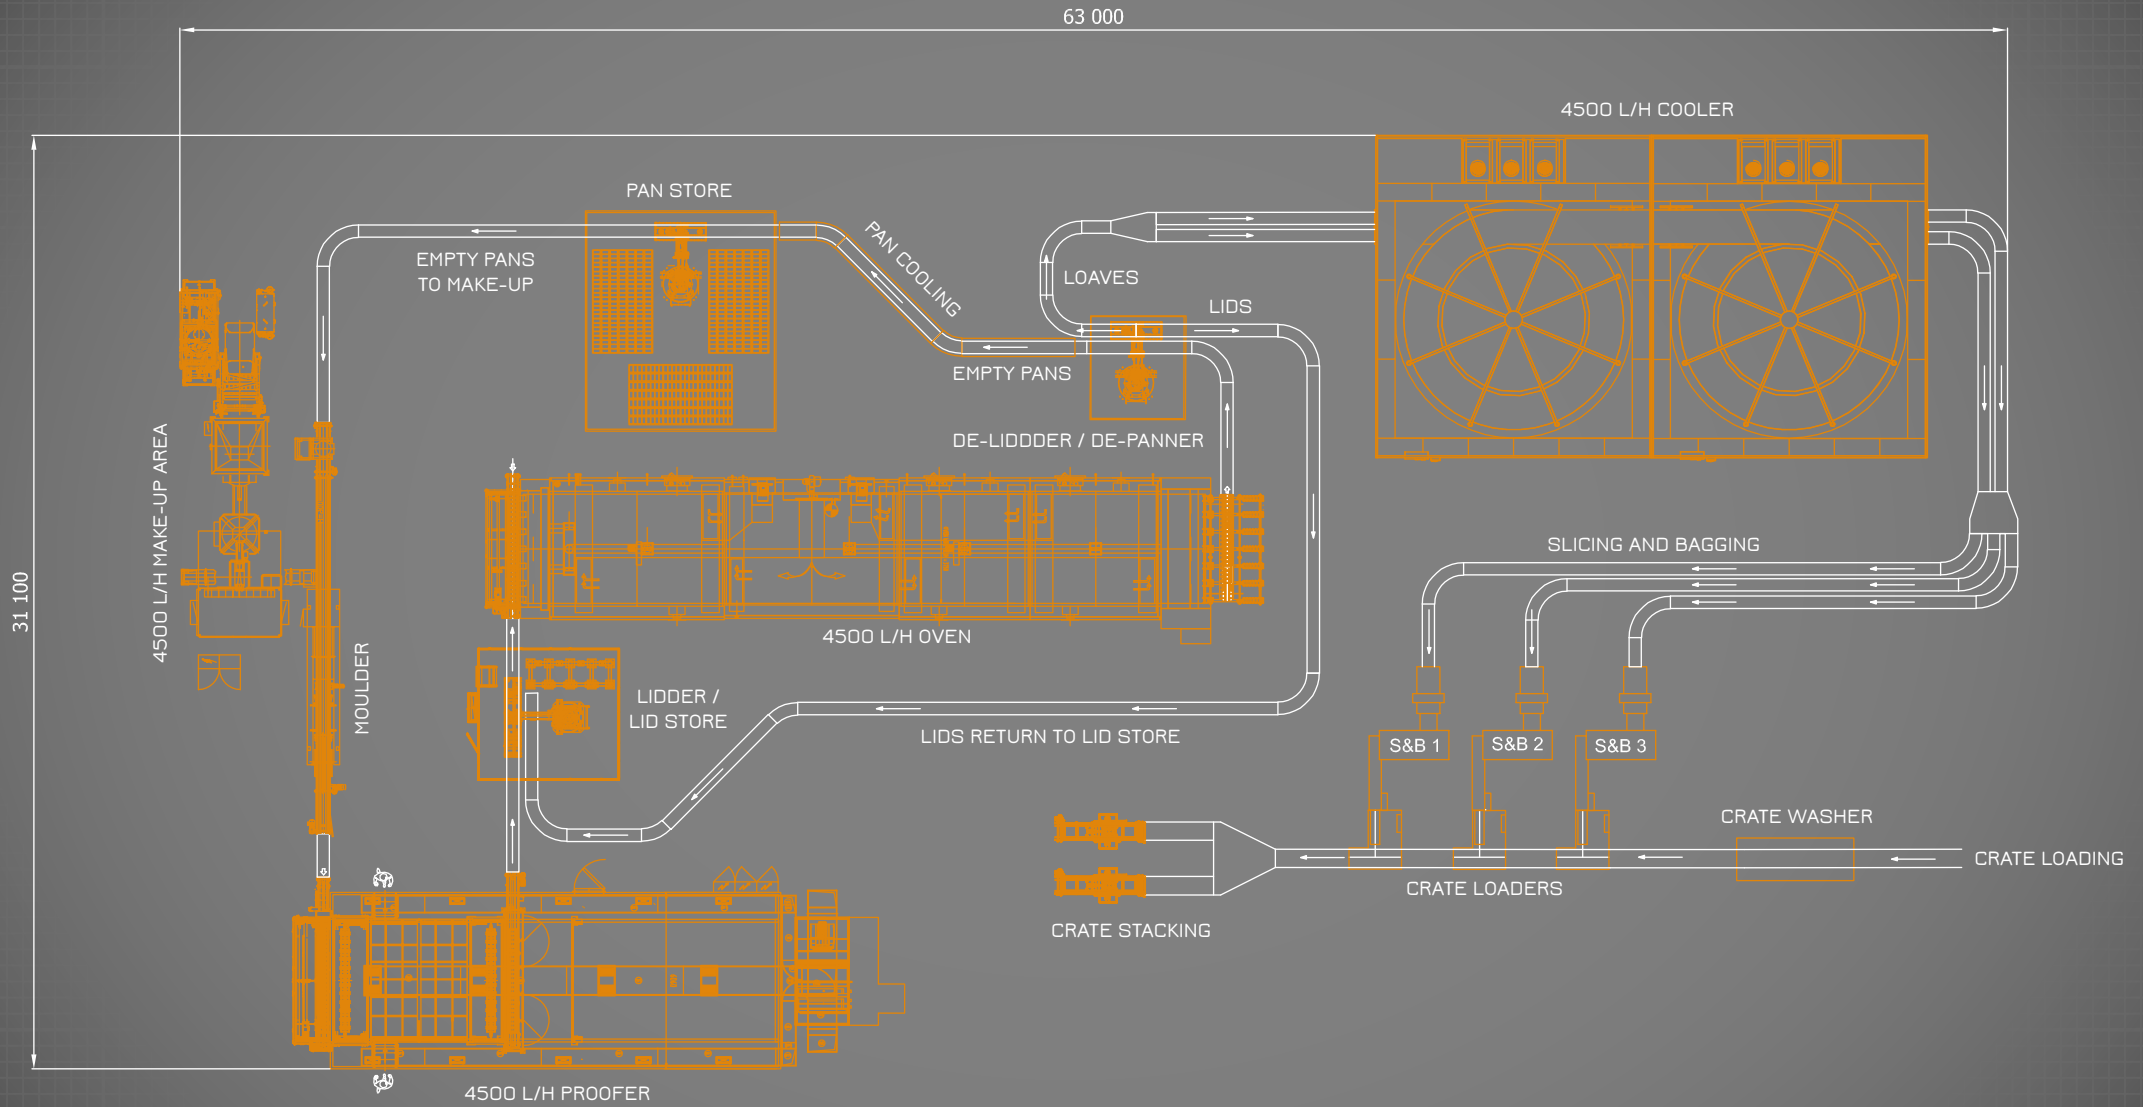 63 000
4500 L/H COOLER
PAN STORE
PAN COOLING
EMPTY PANS
TO MAKE-UP
LOAVES
LIDS
EMPTY PANS
DE-LIDDDER / DE-PANNER
4500 L/H MAKE-UP AREA
31 100
SLICING AND BAGGING
4500 L/H OVEN
MOULDER
LIDDER /
LID STORE
LIDS RETURN TO LID STORE
S&B 1
S&B 2
S&B 3
CRATE WASHER
CRATE LOADING
CRATE LOADERS
CRATE STACKING
4500 L/H PROOFER